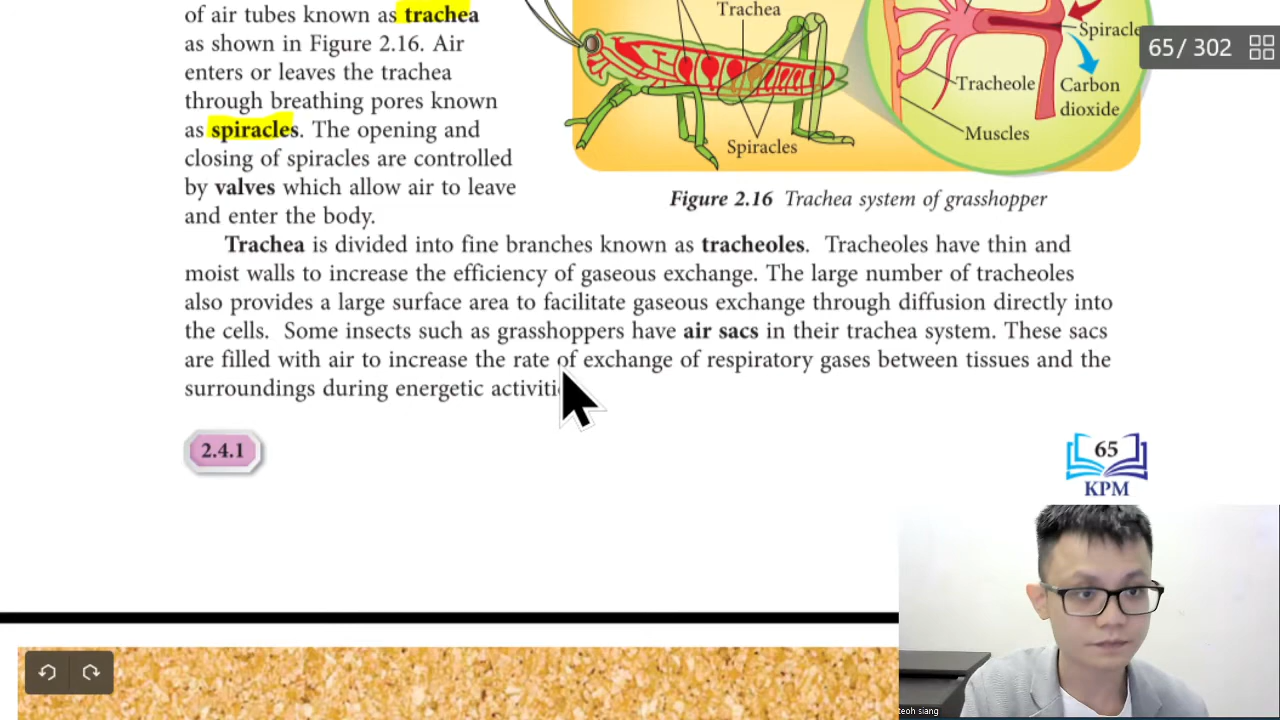 of air tubes known as trachea
as shown in Figure 2.16. Air
enters or leaves the trachea
through breathing pores known
as spiracles. The opening and
closing of spiracles are controlled
by valves which allow air to leave
and enter the body.
Trachea
Spiracles
Spiracle
Tracheole
Carbon
dioxide
Muscles
65/ 302
Figure 2.16 Trachea system of grasshopper
Trachea is divided into fine branches known as tracheoles. Tracheoles have thin and
moist walls to increase the efficiency of gaseous exchange. The large number of tracheoles
also provides a large surface area to facilitate gaseous exchange through diffusion directly into
the cells. Some insects such as grasshoppers have air sacs in their trachea system. These sacs
are filled with air to increase the rate of exchange of respiratory gases between tissues and the
surroundings during energetic activiti
2.4.1
65
KPM
teoh siang